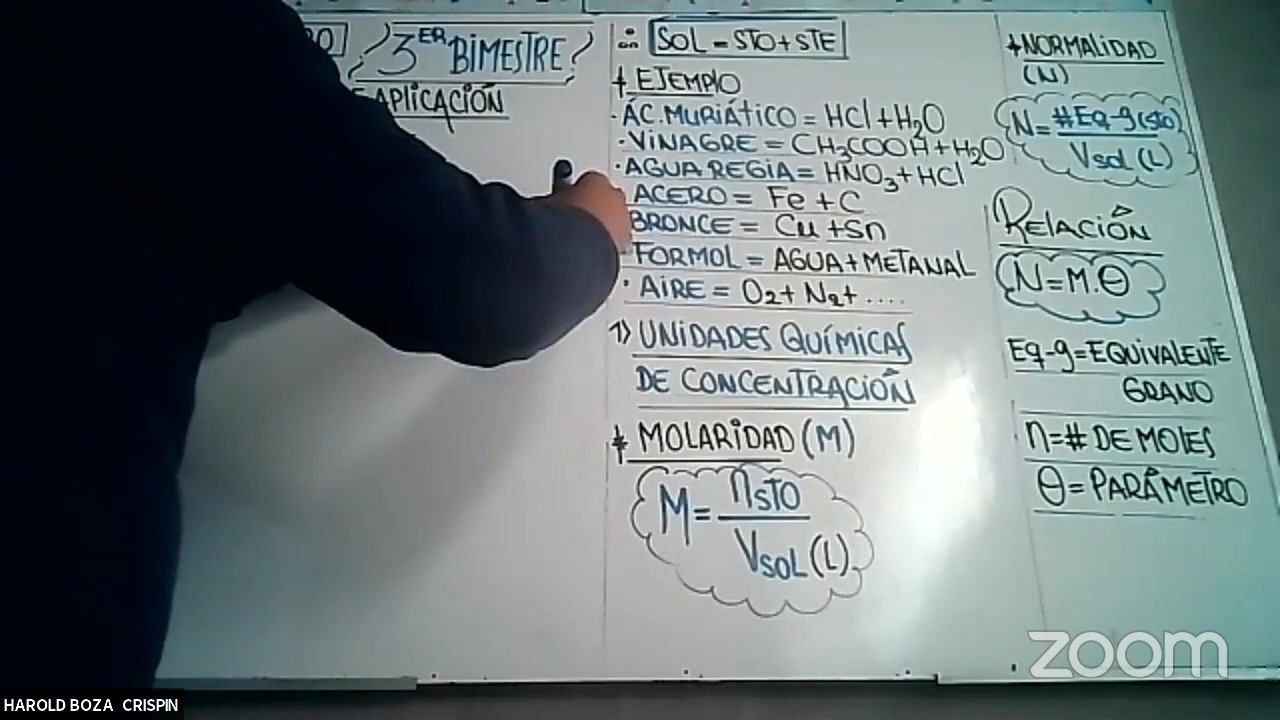 3ER BIMESTRE
APLICACIÓN
∴ SOL = STO + STE
* EJEMPLO
· ÁC. MURIÁTICO = HCl + H2O
· VINAGRE = CH3COOH + H2O
· AGUA REGIA = HNO3 + HCl
ACERO = Fe + C
BRONCE = Cu + Sn
· FORMOL = AGUA + METANAL
· AIRE = O2 + N2 + ....
1) UNIDADES QUÍMICAS
DE CONCENTRACIÓN
* MOLARIDAD (M)
M = nSTO / VSOL (L)
* NORMALIDAD
(N)
N = #Eq-g(sto) / Vsol (L)
RELACIÓN
N = M.θ
Eq-g = EQUIVALENTE
GRANO
n = # DE MOLES
θ = PARÁMETRO
zoom
HAROLD BOZA CRISPIN